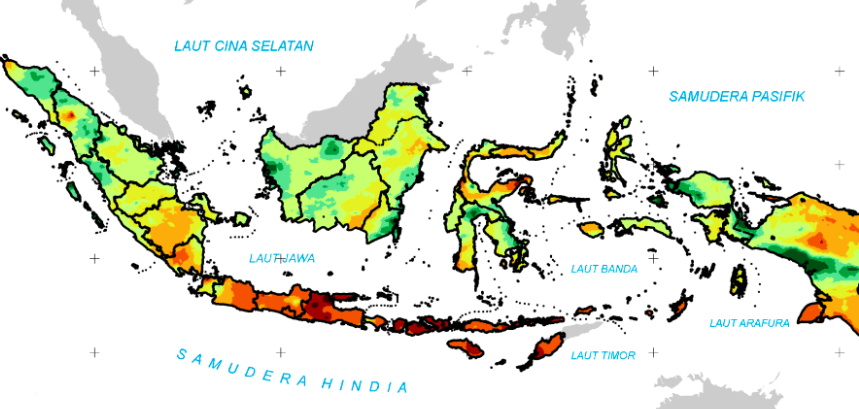 LAUT CINA SELATAN
SAMUDERA PASIFIK
LAUT JAWA
LAUT BANDA
LAUT ARAFURA
LAUT TIMOR
SAMUDERA HINDIA